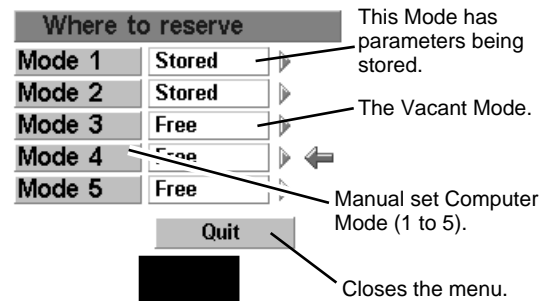 Where to reserve
Mode 1 Stored
Mode 2 Stored
Mode 3 Free
Mode 4 Free
Mode 5 Free
Quit
This Mode has
parameters being
stored.
The Vacant Mode.
Manual set Computer
Mode (1 to 5).
Closes the menu.